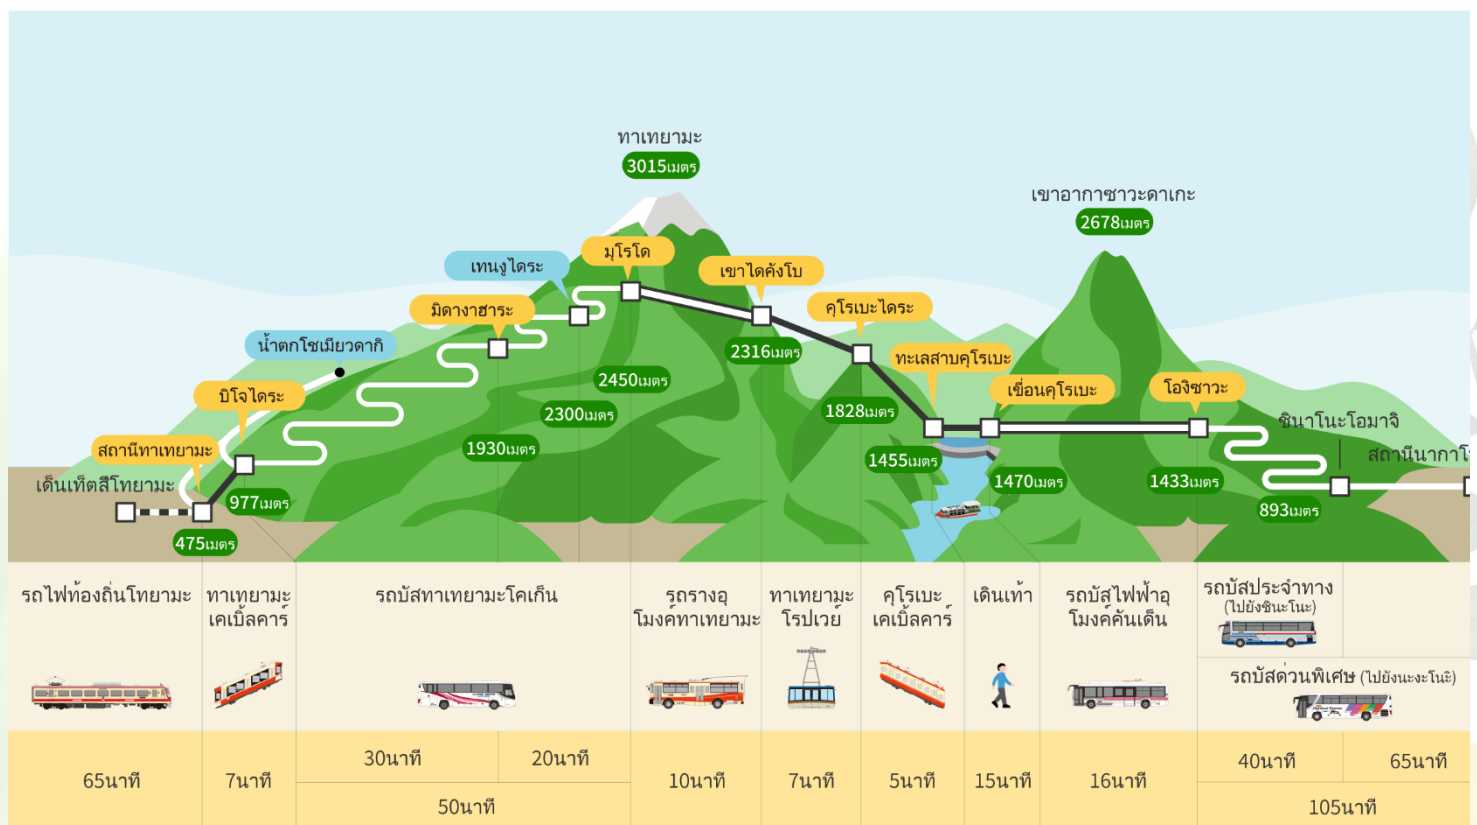 ทาเทยามะ
3015เมตร
เขาอากาซาวะดาเกะ
2678เมตร
มุโรโด
เทนงูไดระ
เขาไดคังโบ
มิดางาฮาระ
คุโรเบะไดระ
น้ำตกโชเมียวดากิ
2316เมตร
ทะเลสาบคุโรเบะ
บิโจไดระ
2450เมตร
เขื่อนคุโรเบะ
โองิซาวะ
2300เมตร
1828เมตร
ชินาโนะโอมาจิ
สถานีทาเทยามะ
1930เมตร
1455เมตร
สถานีนากาโ
เด็นเท็ตสึโทยามะ
977เมตร
1470เมตร
1433เมตร
893เมตร
475เมตร
รถไฟท้องถิ่นโทยามะ
ทาเทยามะ
เคเบิ้ลคาร์
รถบัสทาเทยามะโคเก็น
รถรางอุ
โมงค์ทาเทยามะ
ทาเทยามะ
โรปเวย์
คุโรเบะ
เคเบิ้ลคาร์
เดินเท้า
รถบัสไฟฟ้าอุ
โมงค์คันเด็น
รถบัสประจำทาง
(ไปยังชินะโนะ)
รถบัสด่วนพิเศษ (ไปยังนะงะโนะ)
65นาที
7นาที
30นาที
20นาที
50นาที
10นาที
7นาที
5นาที
15นาที
16นาที
40นาที
65นาที
105นาที